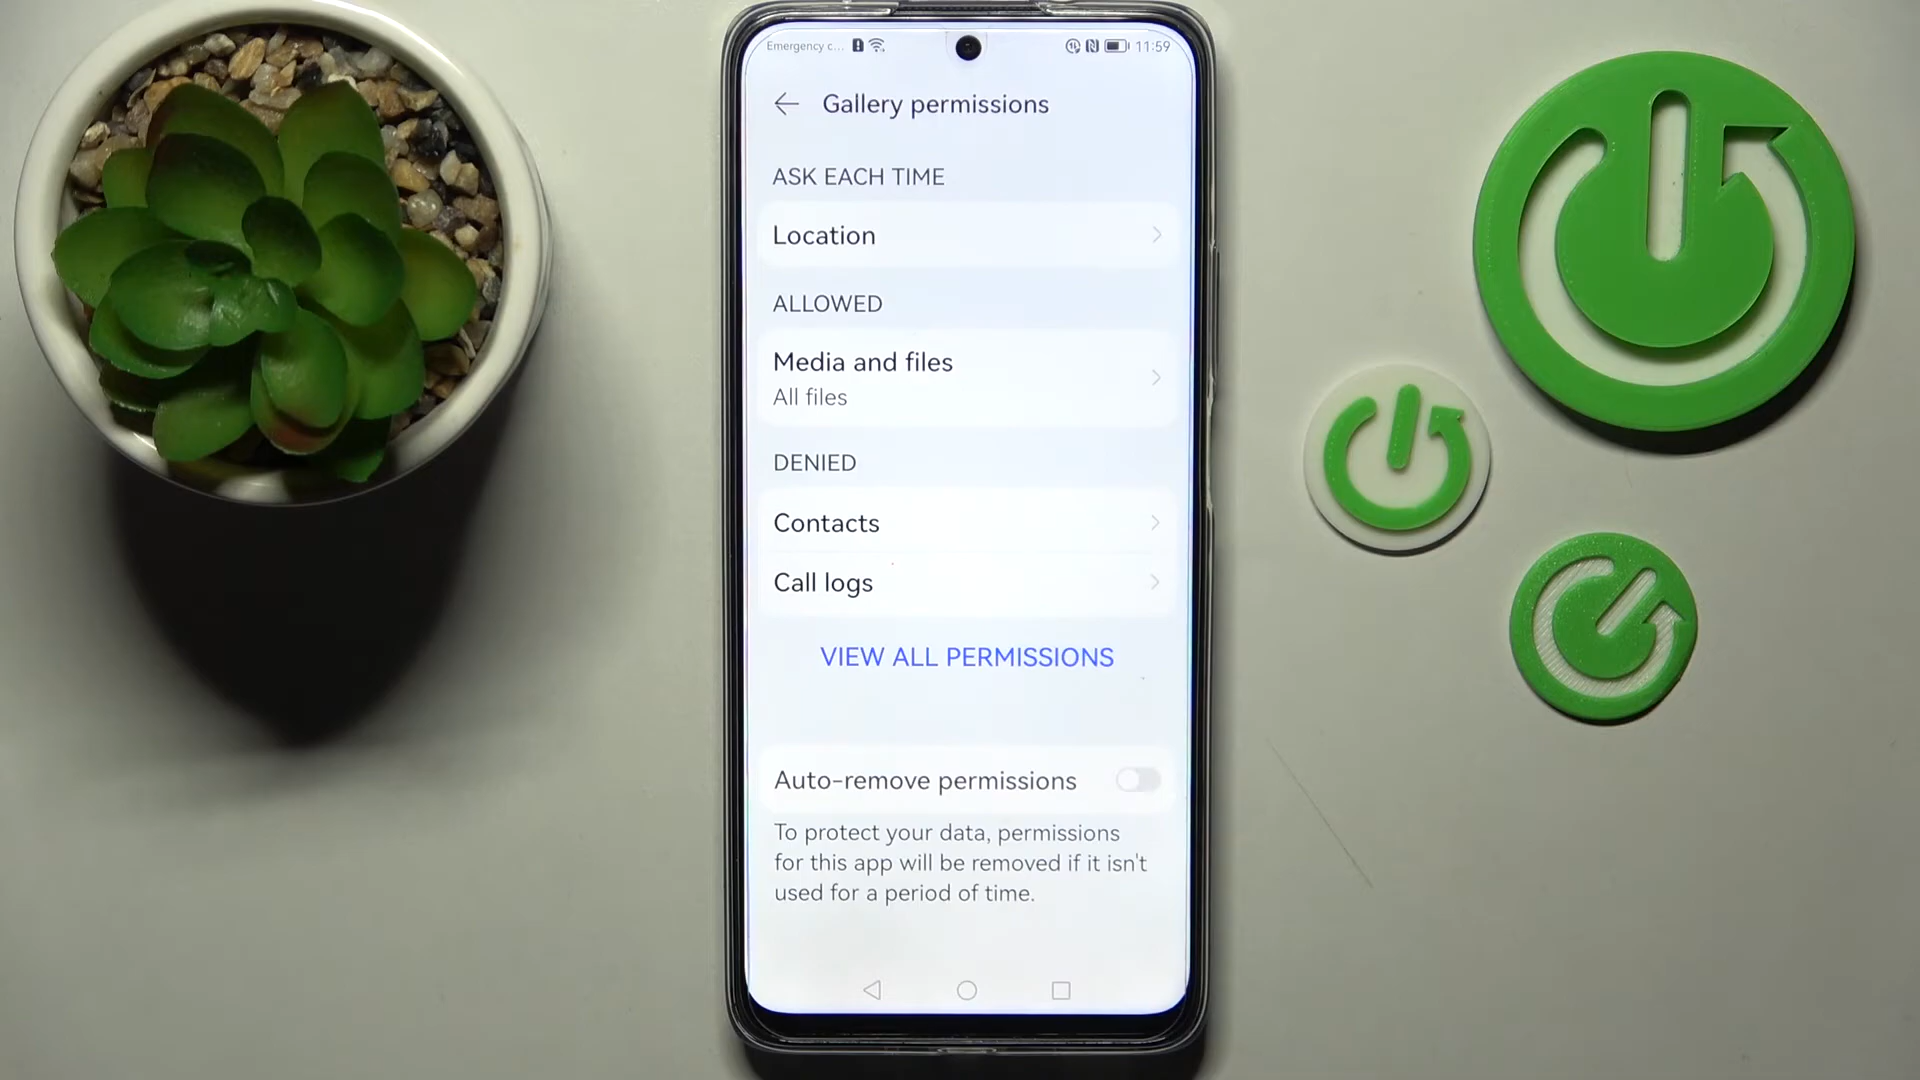 Emergency c... 11:59
Gallery permissions
ASK EACH TIME
Location
ALLOWED
Media and files
All files
DENIED
Contacts
Call logs
VIEW ALL PERMISSIONS
Auto-remove permissions
To protect your data, permissions
for this app will be removed if it isn't
used for a period of time.